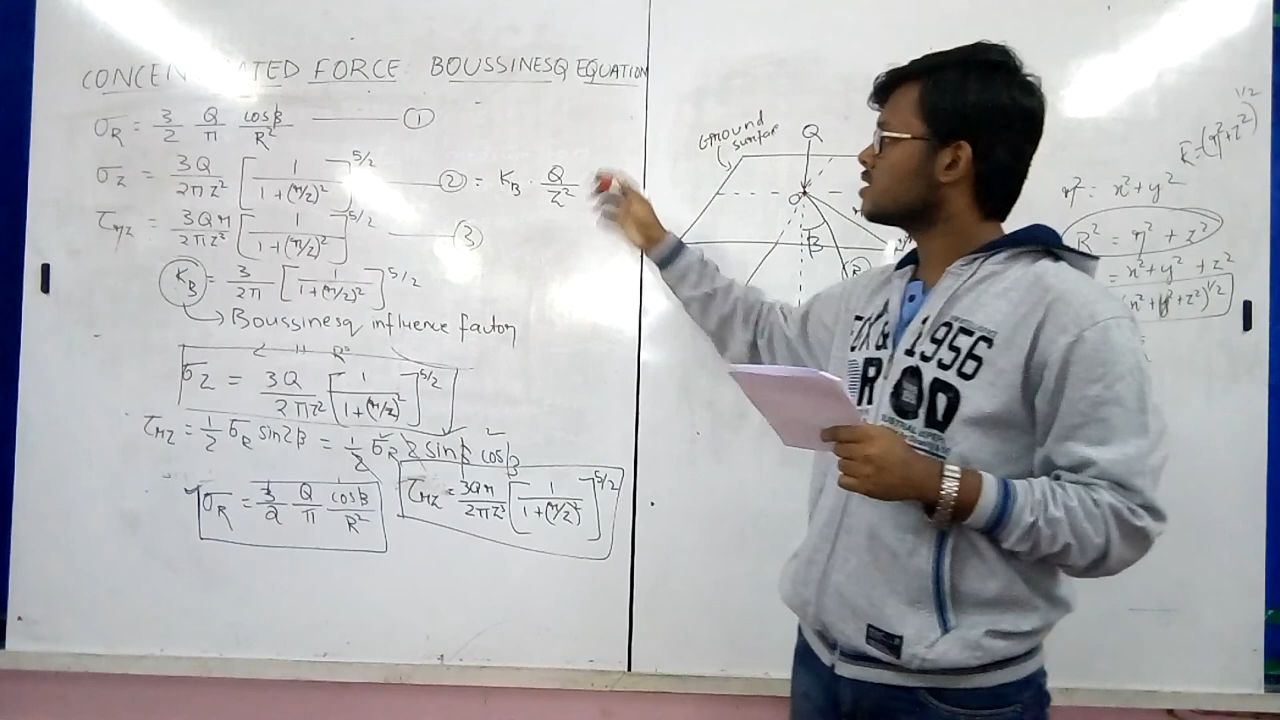 CONCEN ATED FORCE BOUSSINESQ EQUATION
σR = 3/2 Q/π cosβ/R² —— ①
σz = 3Q/2πz² [1/1+(r/z)²]^5/2 —— ② = KB · Q/z²
τrz = 3Qr/2πz³ [1/1+(r/z)²]^5/2 —— ③
KB = 3/2π [1/1+(r/z)²]^5/2
Boussinesq influence factor
R²
σz = 3Q/2πz² [1/1+(r/z)²]^5/2
τrz = 1/2 σR sin2β = 1/2 σR 2 sinβ cosβ
σR = 3/2 Q/π cosβ/R²
τrz = 3Qr/2πz³ [1/1+(r/z)²]^5/2
Ground
Q
O
β
R
R = (r²+z²)^1/2
r² = x²+y²
R² = r²+z²
= x²+y²+z²
(x²+y²+z²)^1/2
1956